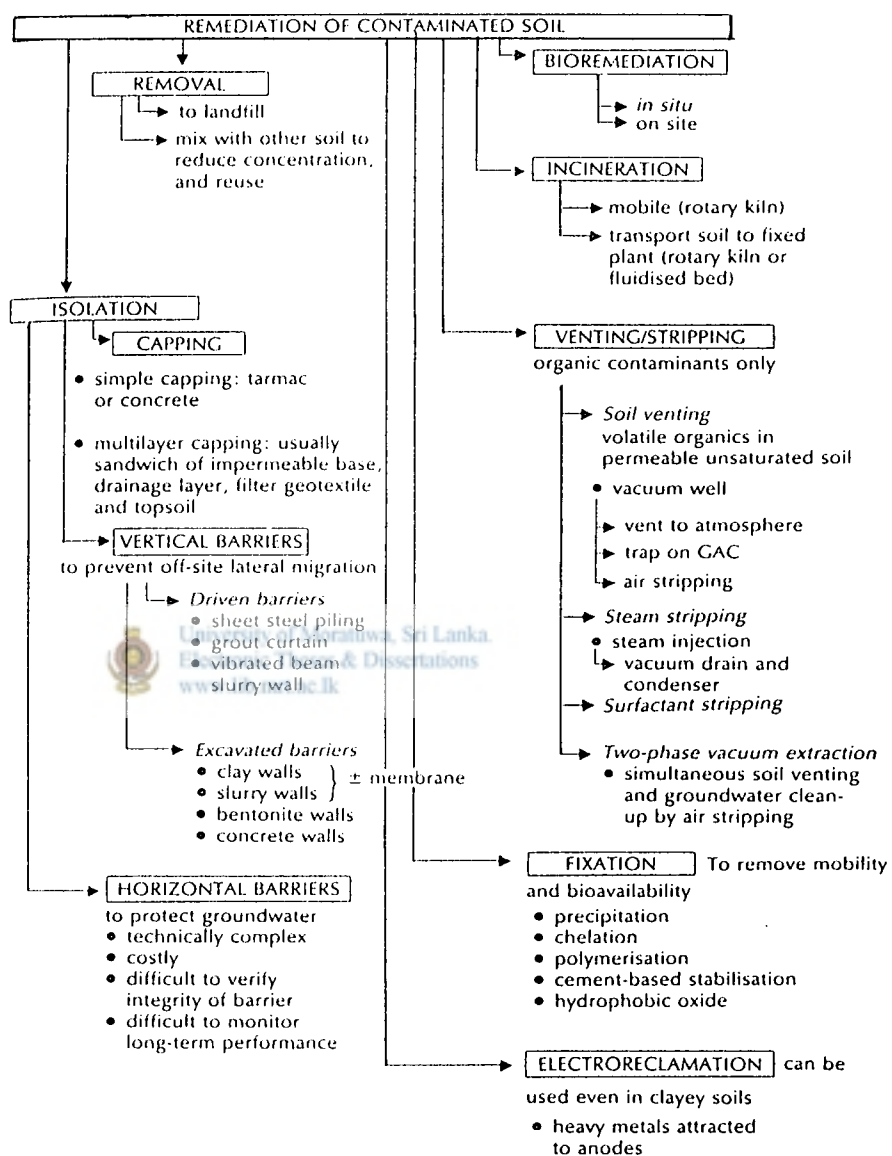 REMEDIATION OF CONTAMINATED SOIL
REMOVAL
to landfill
mix with other soil to
reduce concentration,
and reuse
ISOLATION
CAPPING
• simple capping: tarmac
or concrete
• multilayer capping: usually
sandwich of impermeable base,
drainage layer, filter geotextile
and topsoil
VERTICAL BARRIERS
to prevent off-site lateral migration
Driven barriers
• sheet steel piling
• grout curtain
• vibrated beam
slurry wall
University of Moratuwa, Sri Lanka.
Electronic Theses & Dissertations
www.lib.mrt.ac.lk
Excavated barriers
• clay walls
• slurry walls
} ± membrane
• bentonite walls
• concrete walls
HORIZONTAL BARRIERS
to protect groundwater
• technically complex
• costly
• difficult to verify
integrity of barrier
• difficult to monitor
long-term performance
BIOREMEDIATION
in situ
on site
INCINERATION
mobile (rotary kiln)
transport soil to fixed
plant (rotary kiln or
fluidised bed)
VENTING/STRIPPING
organic contaminants only
Soil venting
volatile organics in
permeable unsaturated soil
• vacuum well
vent to atmosphere
trap on GAC
air stripping
Steam stripping
• steam injection
vacuum drain and
condenser
Surfactant stripping
Two-phase vacuum extraction
• simultaneous soil venting
and groundwater clean-
up by air stripping
FIXATION To remove mobility
and bioavailability
• precipitation
• chelation
• polymerisation
• cement-based stabilisation
• hydrophobic oxide
ELECTRORECLAMATION can be
used even in clayey soils
• heavy metals attracted
to anodes